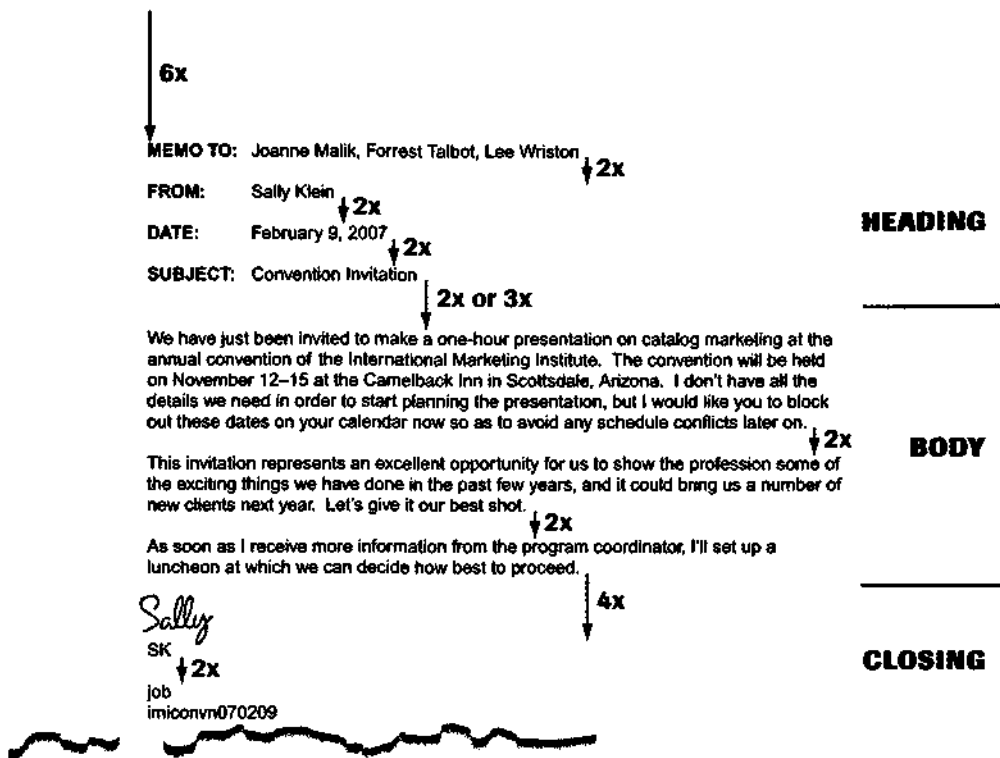 6x
MEMO TO: Joanne Malik, Forrest Talbot, Lee Wriston
2x
FROM: Sally Klein
2x
HEADING
DATE: February 9, 2007
2x
SUBJECT: Convention Invitation
2x or 3x
We have just been invited to make a one-hour presentation on catalog marketing at the
annual convention of the International Marketing Institute. The convention will be held
on November 12–15 at the Camelback Inn in Scottsdale, Arizona. I don't have all the
details we need in order to start planning the presentation, but I would like you to block
out these dates on your calendar now so as to avoid any schedule conflicts later on.
2x
BODY
This invitation represents an excellent opportunity for us to show the profession some of
the exciting things we have done in the past few years, and it could bring us a number of
new clients next year. Let's give it our best shot.
2x
As soon as I receive more information from the program coordinator, I'll set up a
luncheon at which we can decide how best to proceed.
4x
Sally
SK
2x
CLOSING
job
imiconvn070209